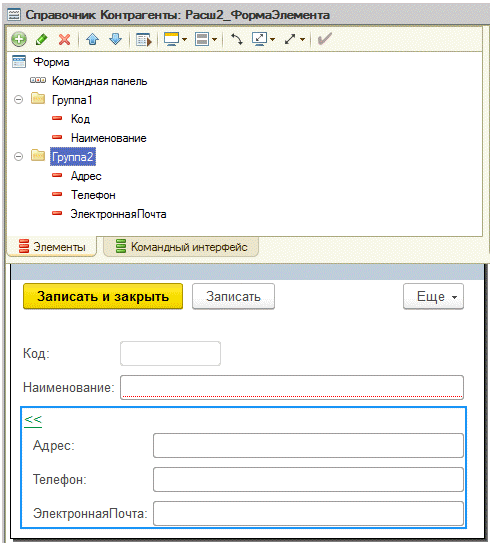 Справочник Контрагенты: Расш2_ФормаЭлемента
Форма
Командная панель
Группа1
Код
Наименование
Группа2
Адрес
Телефон
ЭлектроннаяПочта
Элементы
Командный интерфейс
Записать и закрыть
Записать
Еще
Код:
Наименование:
<<
Адрес:
Телефон:
ЭлектроннаяПочта: